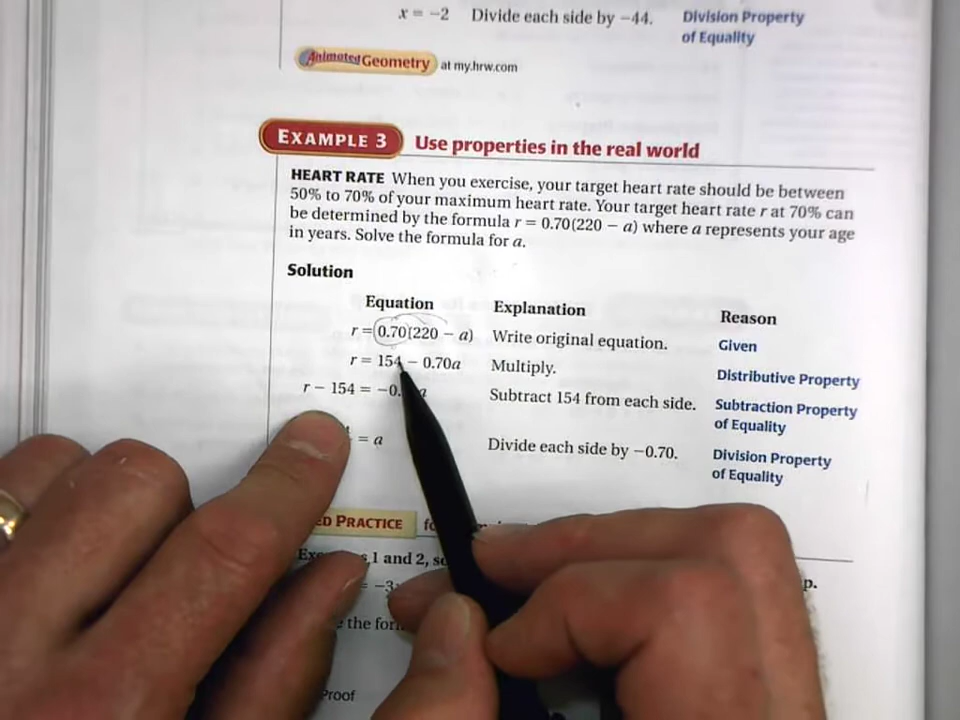 x = −2 Divide each side by −44. Division Property
of Equality
Animated Geometry at my.hrw.com
EXAMPLE 3 Use properties in the real world
HEART RATE When you exercise, your target heart rate should be between
50% to 70% of your maximum heart rate. Your target heart rate r at 70% can
be determined by the formula r = 0.70(220 − a) where a represents your age
in years. Solve the formula for a.
Solution
Equation Explanation Reason
r = 0.70(220 − a) Write original equation. Given
r = 154 − 0.70a Multiply. Distributive Property
r − 154 = −0. a Subtract 154 from each side. Subtraction Property
of Equality
= a Divide each side by −0.70. Division Property
of Equality
PRACTICE
1 and 2,
= −3
the
Proof